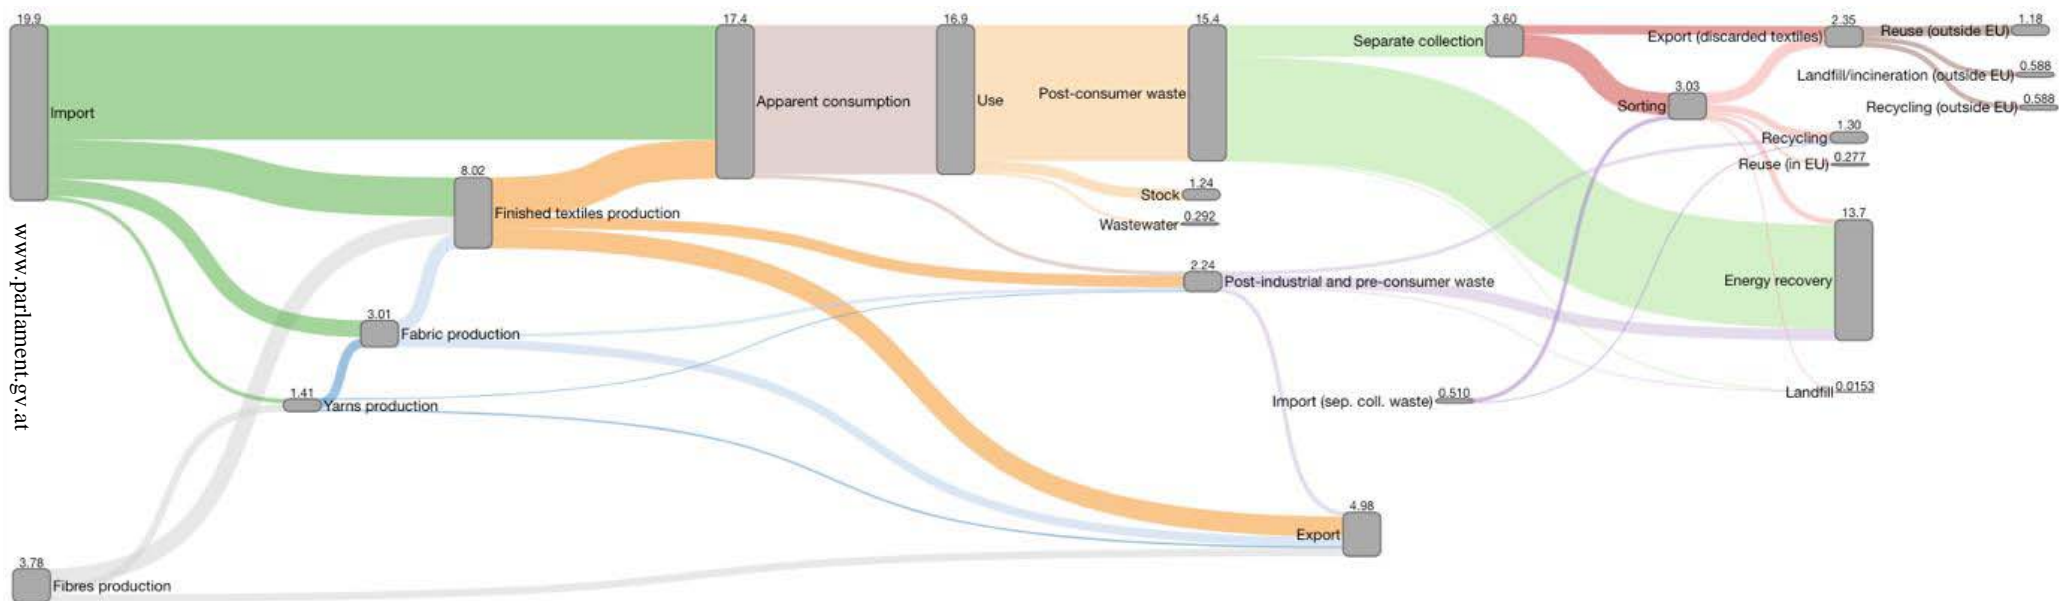 19.9
Import
17.4
Apparent consumption
16.9
Use
15.4
Post-consumer waste
3.60
Separate collection
2.35
Export (discarded textiles)
1.18
Reuse (outside EU)
0.588
Landfill/incineration (outside EU)
0.588
Recycling (outside EU)
3.03
Sorting
1.30
Recycling
0.277
Reuse (in EU)
8.02
Finished textiles production
1.24
Stock
0.292
Wastewater
2.24
Post-industrial and pre-consumer waste
13.7
Energy recovery
3.01
Fabric production
1.41
Yarns production
0.510
Import (sep. coll. waste)
0.0153
Landfill
4.98
Export
3.78
Fibres production
www.parlament.gv.at